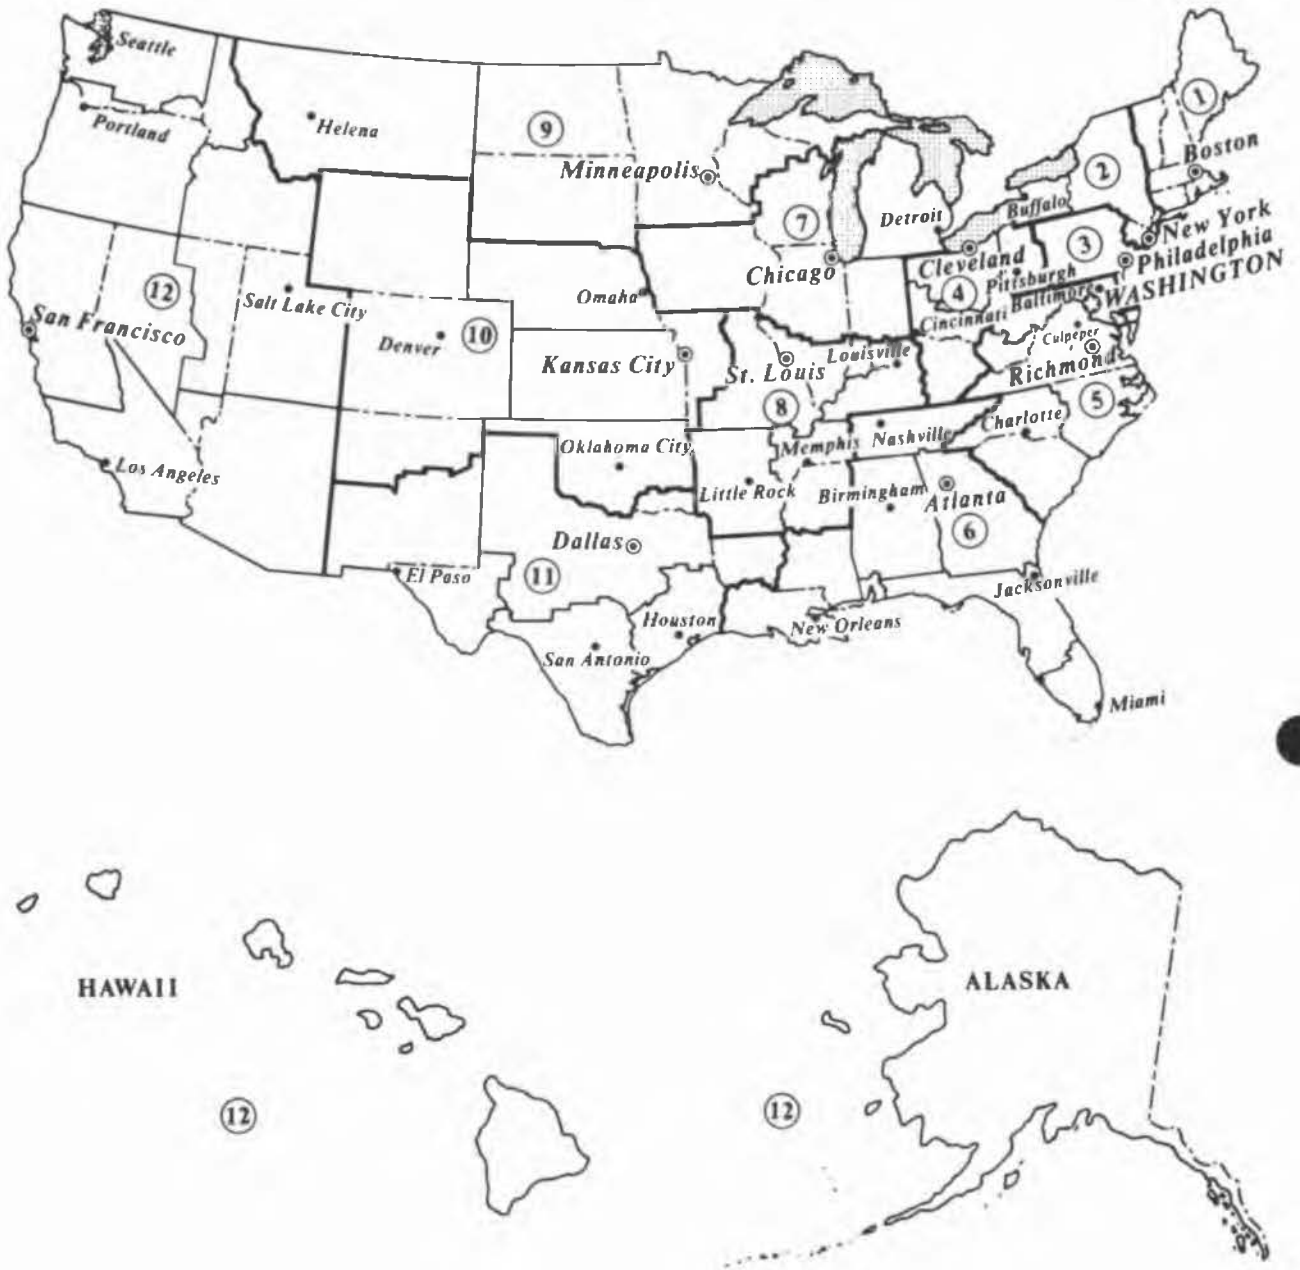 Seattle
Portland
Helena
9
Minneapolis
1
Boston
2
Buffalo
New York
Philadelphia
WASHINGTON
3
7
Detroit
Chicago
Cleveland
Pittsburgh
Baltimore
4
Cincinnati
12
Salt Lake City
San Francisco
Omaha
Denver
10
Kansas City
St. Louis
Louisville
Culpeper
Richmond
8
5
Charlotte
Memphis
Nashville
Oklahoma City
Los Angeles
Little Rock
Birmingham
Atlanta
6
Dallas
El Paso
11
Jacksonville
Houston
New Orleans
San Antonio
Miami
HAWAII
ALASKA
12
12